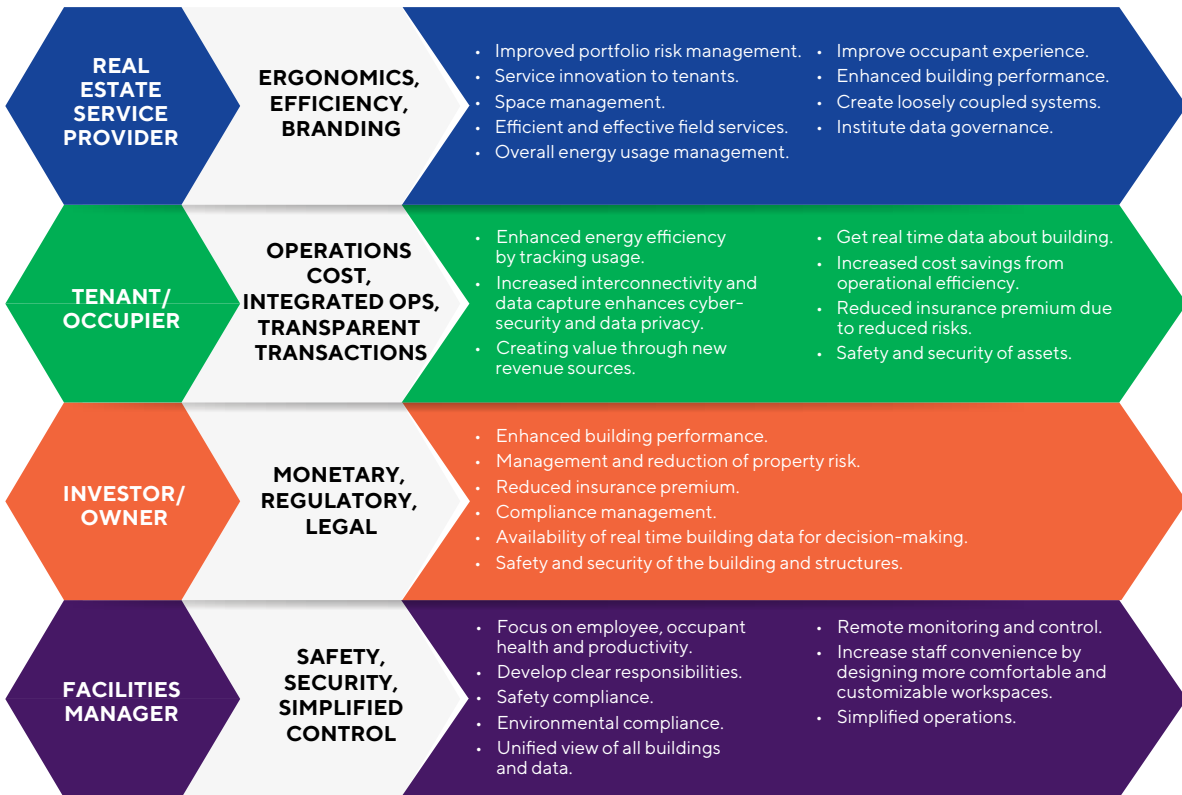 REAL
ESTATE
SERVICE
PROVIDER
ERGONOMICS,
EFFICIENCY,
BRANDING
• Improved portfolio risk management.
• Service innovation to tenants.
• Space management.
• Efficient and effective field services.
• Overall energy usage management.
• Improve occupant experience.
• Enhanced building performance.
• Create loosely coupled systems.
• Institute data governance.
TENANT/
OCCUPIER
OPERATIONS
COST,
INTEGRATED OPS,
TRANSPARENT
TRANSACTIONS
• Enhanced energy efficiency
by tracking usage.
• Increased interconnectivity and
data capture enhances cyber-
security and data privacy.
• Creating value through new
revenue sources.
• Get real time data about building.
• Increased cost savings from
operational efficiency.
• Reduced insurance premium due
to reduced risks.
• Safety and security of assets.
INVESTOR/
OWNER
MONETARY,
REGULATORY,
LEGAL
• Enhanced building performance.
• Management and reduction of property risk.
• Reduced insurance premium.
• Compliance management.
• Availability of real time building data for decision-making.
• Safety and security of the building and structures.
FACILITIES
MANAGER
SAFETY,
SECURITY,
SIMPLIFIED
CONTROL
• Focus on employee, occupant
health and productivity.
• Develop clear responsibilities.
• Safety compliance.
• Environmental compliance.
• Unified view of all buildings
and data.
• Remote monitoring and control.
• Increase staff convenience by
designing more comfortable and
customizable workspaces.
• Simplified operations.